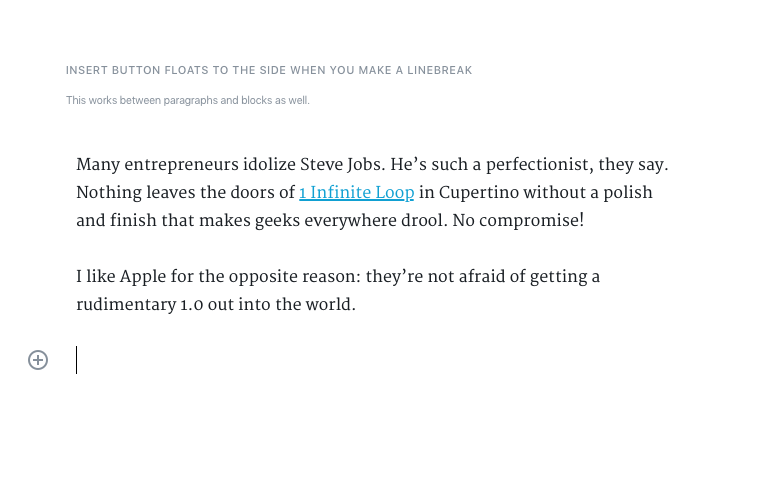 INSERT BUTTON FLOATS TO THE SIDE WHEN YOU MAKE A LINEBREAK
This works between paragraphs and blocks as well.
Many entrepreneurs idolize Steve Jobs. He’s such a perfectionist, they say.
Nothing leaves the doors of 1 Infinite Loop in Cupertino without a polish
and finish that makes geeks everywhere drool. No compromise!
I like Apple for the opposite reason: they’re not afraid of getting a
rudimentary 1.0 out into the world.